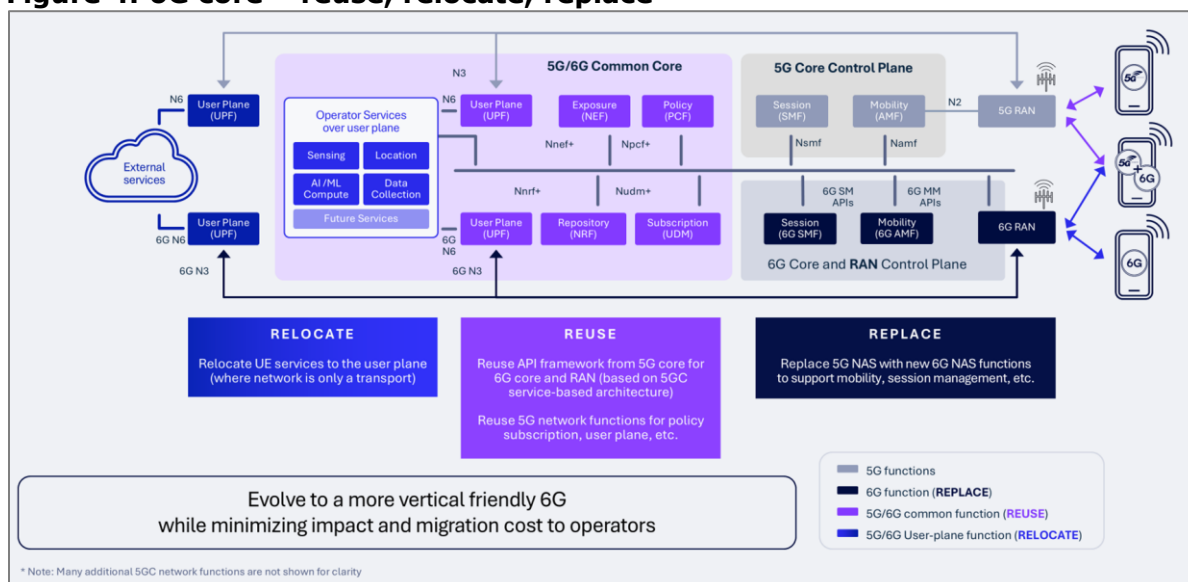 Figure 4: 6G core – reuse, relocate, replace
N3
5G/6G Common Core
5G Core Control Plane
N6
User Plane
(UPF)
Operator Services
over user plane
Sensing
Location
AI/ML
Compute
Data
Collection
Future Services
N6
User Plane
(UPF)
Exposure
(NEF)
Policy
(PCF)
Session
(SMF)
Mobility
(AMF)
N2
5G RAN
5G
External
services
Nnef+
Npcf+
Nsmf
Namf
5G
+
6G
Nnrf+
Nudm+
6G SM
APIs
6G MM
APIs
User Plane
(UPF)
6G N6
6G
N6
User Plane
(UPF)
Repository
(NRF)
Subscription
(UDM)
Session
(6G SMF)
Mobility
(6G AMF)
6G RAN
6G
6G N3
6G N3
6G Core and RAN Control Plane
RELOCATE
Relocate UE services to the user plane
(where network is only a transport)
REUSE
Reuse API framework from 5G core for
6G core and RAN (based on 5GC
service-based architecture)
Reuse 5G network functions for policy
subscription, user plane, etc.
REPLACE
Replace 5G NAS with new 6G NAS functions
to support mobility, session management, etc.
Evolve to a more vertical friendly 6G
while minimizing impact and migration cost to operators
5G functions
6G function (REPLACE)
5G/6G common function (REUSE)
5G/6G User-plane function (RELOCATE)
* Note: Many additional 5GC network functions are not shown for clarity